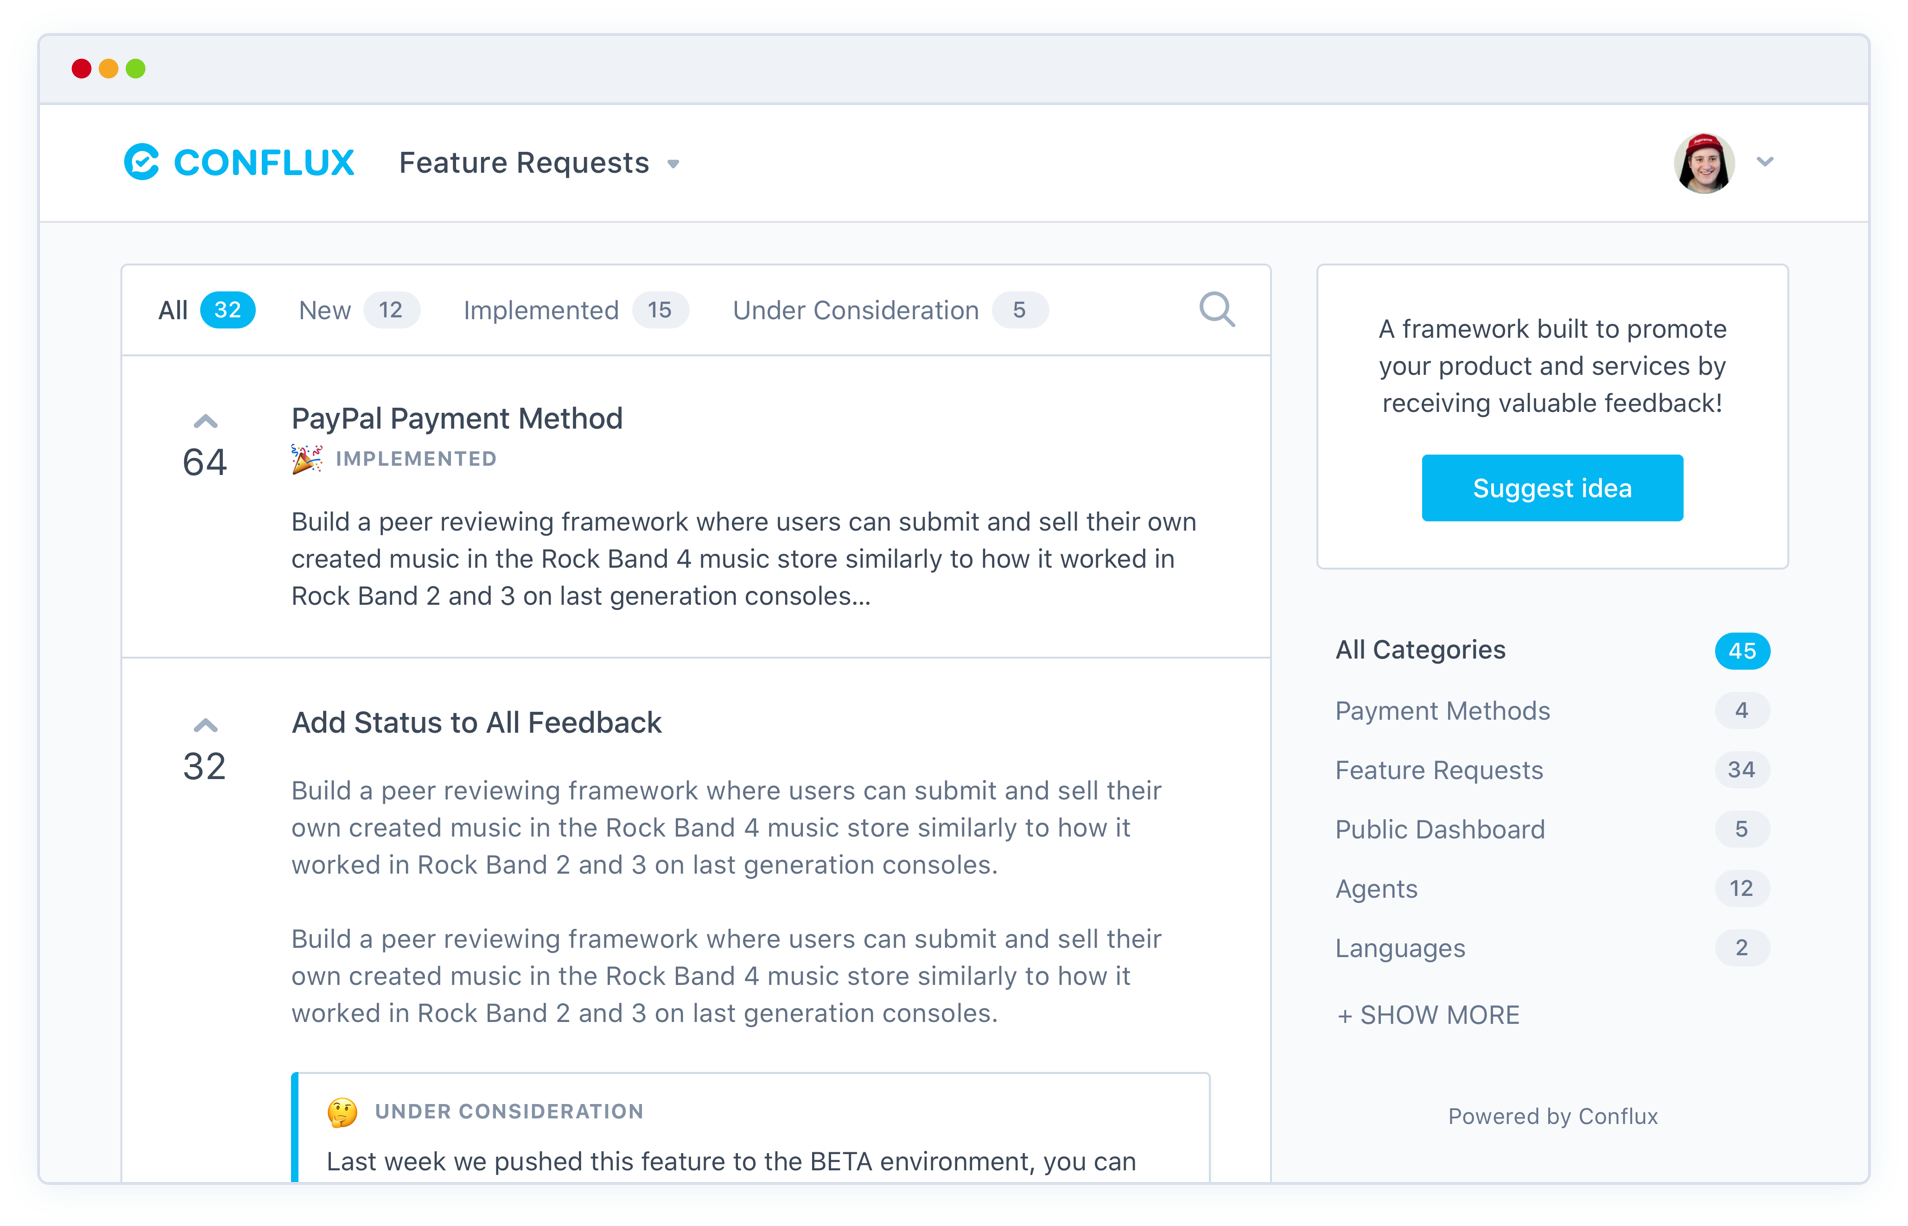 CONFLUX Feature Requests
All 32 New 12 Implemented 15 Under Consideration 5
64
PayPal Payment Method
IMPLEMENTED
Build a peer reviewing framework where users can submit and sell their own
created music in the Rock Band 4 music store similarly to how it worked in
Rock Band 2 and 3 on last generation consoles...
32
Add Status to All Feedback
Build a peer reviewing framework where users can submit and sell their
own created music in the Rock Band 4 music store similarly to how it
worked in Rock Band 2 and 3 on last generation consoles.
Build a peer reviewing framework where users can submit and sell their
own created music in the Rock Band 4 music store similarly to how it
worked in Rock Band 2 and 3 on last generation consoles.
UNDER CONSIDERATION
Last week we pushed this feature to the BETA environment, you can
A framework built to promote
your product and services by
receiving valuable feedback!
Suggest idea
All Categories 45
Payment Methods 4
Feature Requests 34
Public Dashboard 5
Agents 12
Languages 2
+ SHOW MORE
Powered by Conflux